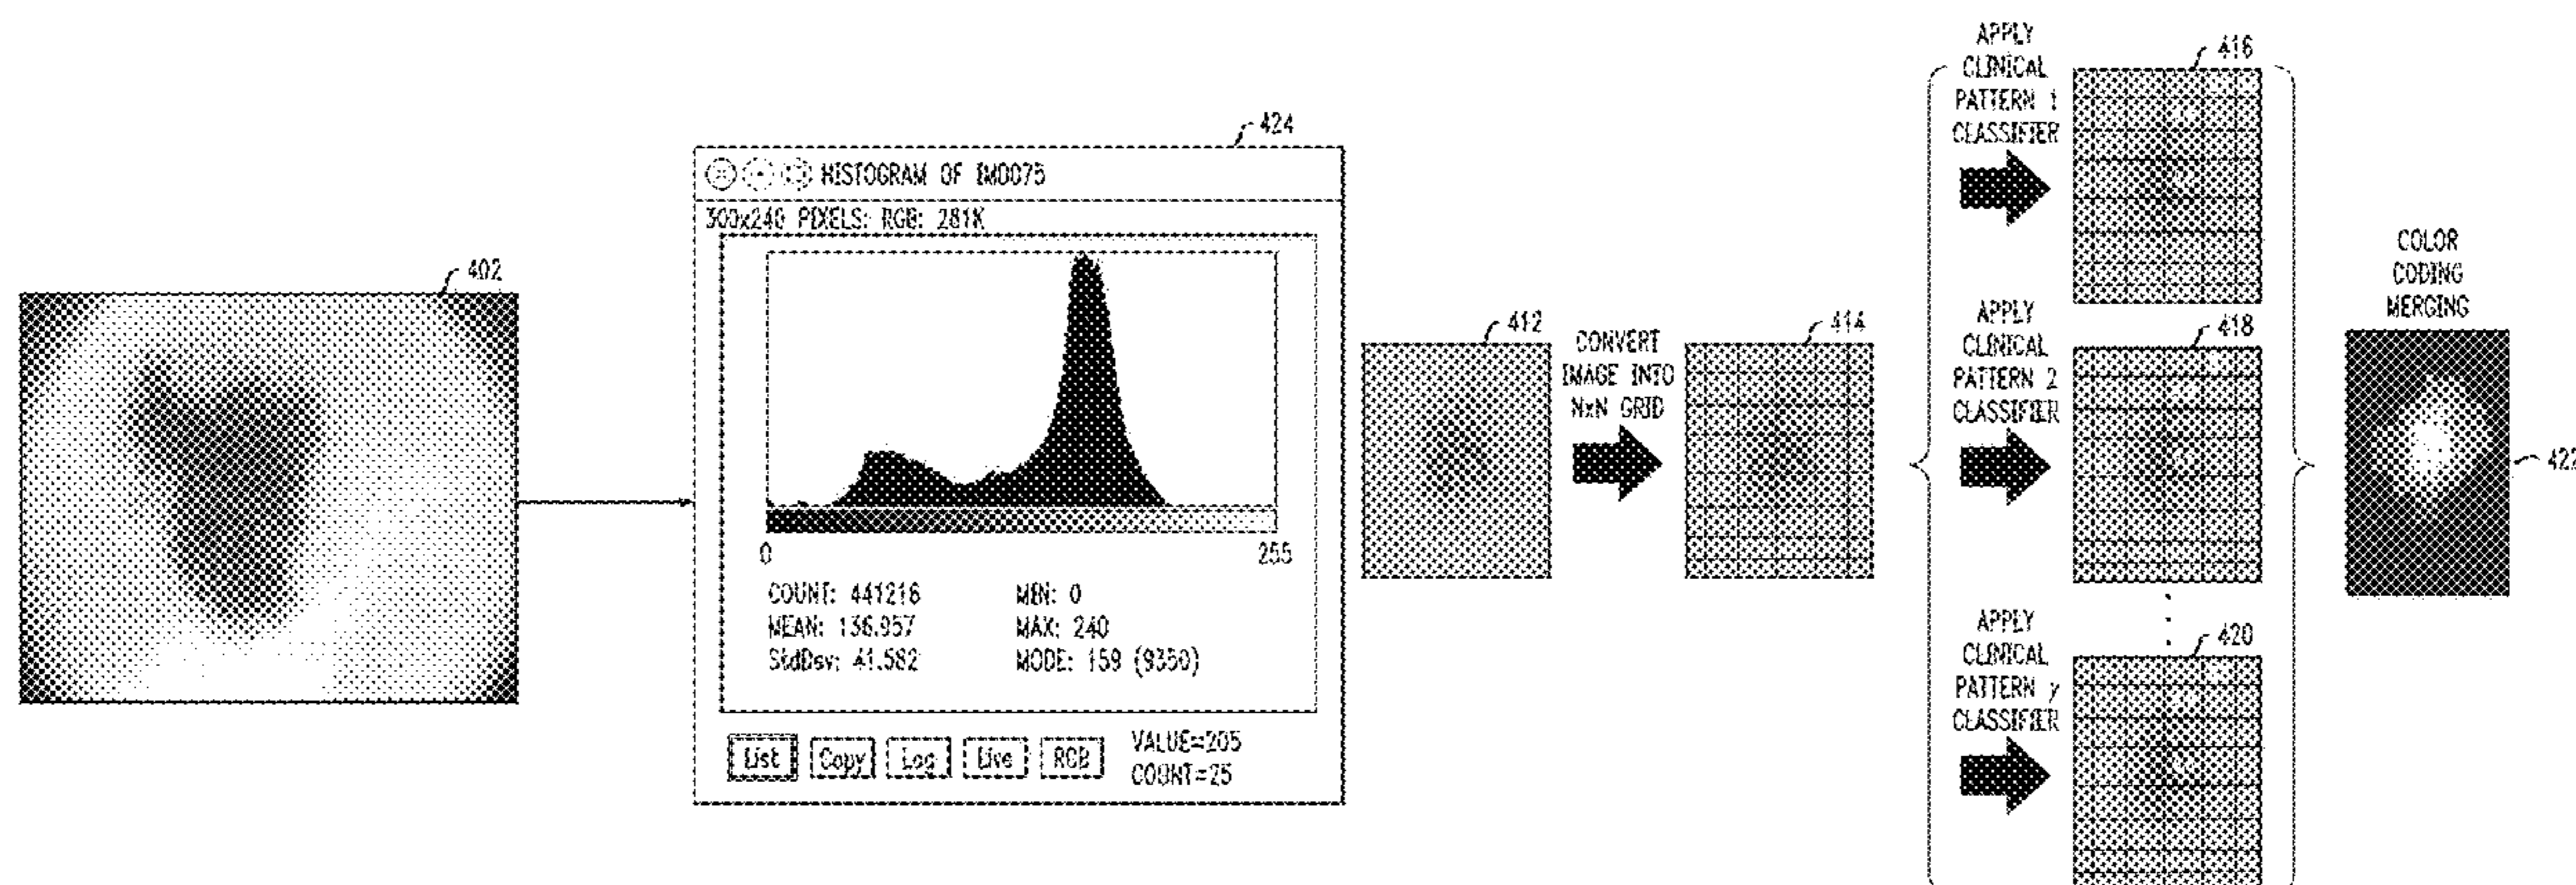 402
424
HISTOGRAM OF IMD075
300x240 PIXELS: RGB: 281K
0
255
COUNT: 441216
MIN: 0
MEAN: 136.957
MAX: 240
StdDev: 41.582
MODE: 159 (9350)
List
Copy
Log
Live
RGB
VALUE=205
COUNT=25
412
CONVERT
IMAGE INTO
NxN GRID
414
APPLY
CLINICAL
PATTERN 1
CLASSIFIER
416
APPLY
CLINICAL
PATTERN 2
CLASSIFIER
418
APPLY
CLINICAL
PATTERN y
CLASSIFIER
420
COLOR
CODING
MERGING
422